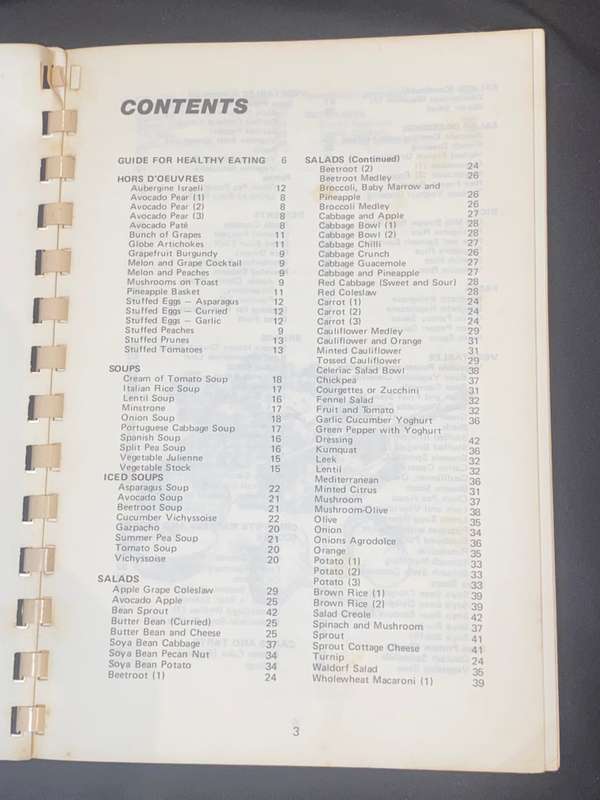 CONTENTS
GUIDE FOR HEALTHY EATING 6
HORS D'OEUVRES
Aubergine Israeli 12
Avocado Pear (1) 8
Avocado Pear (2) 8
Avocado Pear (3) 8
Avocado Paté 8
Bunch of Grapes 11
Globe Artichokes 11
Grapefruit Burgundy 9
Melon and Grape Cocktail 9
Melon and Peaches 9
Mushrooms on Toast 9
Pineapple Basket 11
Stuffed Eggs — Asparagus 12
Stuffed Eggs — Curried 12
Stuffed Eggs — Garlic 12
Stuffed Peaches 9
Stuffed Prunes 13
Stuffed Tomatoes 13
SOUPS
Cream of Tomato Soup 18
Italian Rice Soup 17
Lentil Soup 16
Minstrone 17
Onion Soup 18
Portuguese Cabbage Soup 17
Spanish Soup 16
Split Pea Soup 16
Vegetable Julienne 15
Vegetable Stock 15
ICED SOUPS
Asparagus Soup 22
Avocado Soup 21
Beetroot Soup 21
Cucumber Vichyssoise 22
Gazpacho 20
Summer Pea Soup 21
Tomato Soup 20
Vichyssoise 20
SALADS
Apple Grape Coleslaw 29
Avocado Apple 25
Bean Sprout 42
Butter Bean (Curried) 25
Butter Bean and Cheese 25
Soya Bean Cabbage 37
Soya Bean Pecan Nut 34
Soya Bean Potato 34
Beetroot (1) 24
SALADS (Continued)
Beetroot (2) 24
Beetroot Medley 26
Broccoli, Baby Marrow and
Pineapple 26
Broccoli Medley 26
Cabbage and Apple 27
Cabbage Bowl (1) 28
Cabbage Bowl (2) 28
Cabbage Chilli 27
Cabbage Crunch 26
Cabbage Guacemole 27
Cabbage and Pineapple 27
Red Cabbage (Sweet and Sour) 28
Red Coleslaw 28
Carrot (1) 24
Carrot (2) 24
Carrot (3) 24
Cauliflower Medley 29
Cauliflower and Orange 31
Minted Cauliflower 31
Tossed Cauliflower 29
Celeriac Salad Bowl 38
Chickpea 37
Courgettes or Zucchini 31
Fennel Salad 32
Fruit and Tomato 32
Garlic Cucumber Yoghurt 36
Green Pepper with Yoghurt
Dressing 42
Kumquat 36
Leek 32
Lentil 32
Mediterranean 36
Minted Citrus 31
Mushroom 37
Mushroom-Olive 38
Olive 35
Onion 34
Onions Agrodolce 36
Orange 35
Potato (1) 33
Potato (2) 33
Potato (3) 33
Brown Rice (1) 39
Brown Rice (2) 39
Salad Creole 42
Spinach and Mushroom 37
Sprout 41
Sprout Cottage Cheese 41
Turnip 24
Waldorf Salad 35
Wholewheat Macaroni (1) 39
3